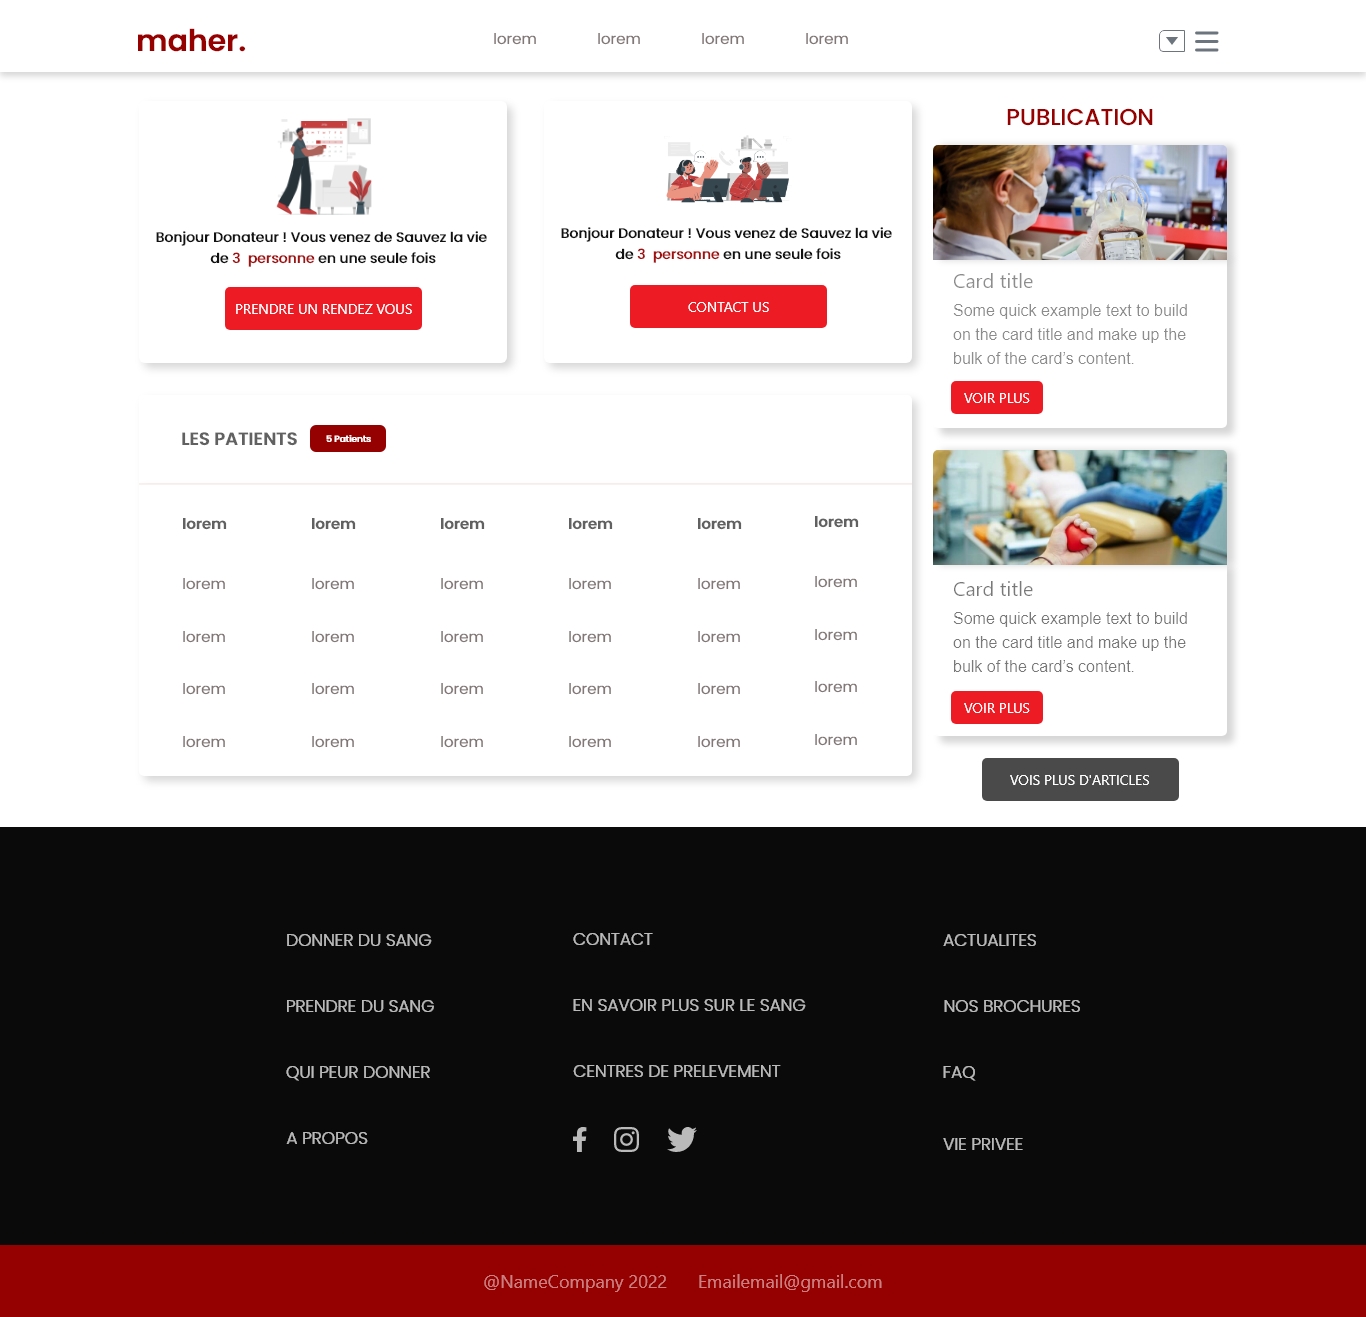 maher.
lorem lorem lorem lorem
Bonjour Donateur ! Vous venez de Sauvez la vie
de 3 personne en une seule fois
PRENDRE UN RENDEZ VOUS
Bonjour Donateur ! Vous venez de Sauvez la vie
de 3 personne en une seule fois
CONTACT US
LES PATIENTS 5 Patients
lorem lorem lorem lorem lorem lorem
lorem lorem lorem lorem lorem lorem
lorem lorem lorem lorem lorem lorem
lorem lorem lorem lorem lorem lorem
lorem lorem lorem lorem lorem lorem
PUBLICATION
Card title
Some quick example text to build
on the card title and make up the
bulk of the card's content.
VOIR PLUS
Card title
Some quick example text to build
on the card title and make up the
bulk of the card's content.
VOIR PLUS
VOIS PLUS D'ARTICLES
DONNER DU SANG
PRENDRE DU SANG
QUI PEUR DONNER
A PROPOS
CONTACT
EN SAVOIR PLUS SUR LE SANG
CENTRES DE PRELEVEMENT
ACTUALITES
NOS BROCHURES
FAQ
VIE PRIVEE
@NameCompany 2022 Emailemail@gmail.com